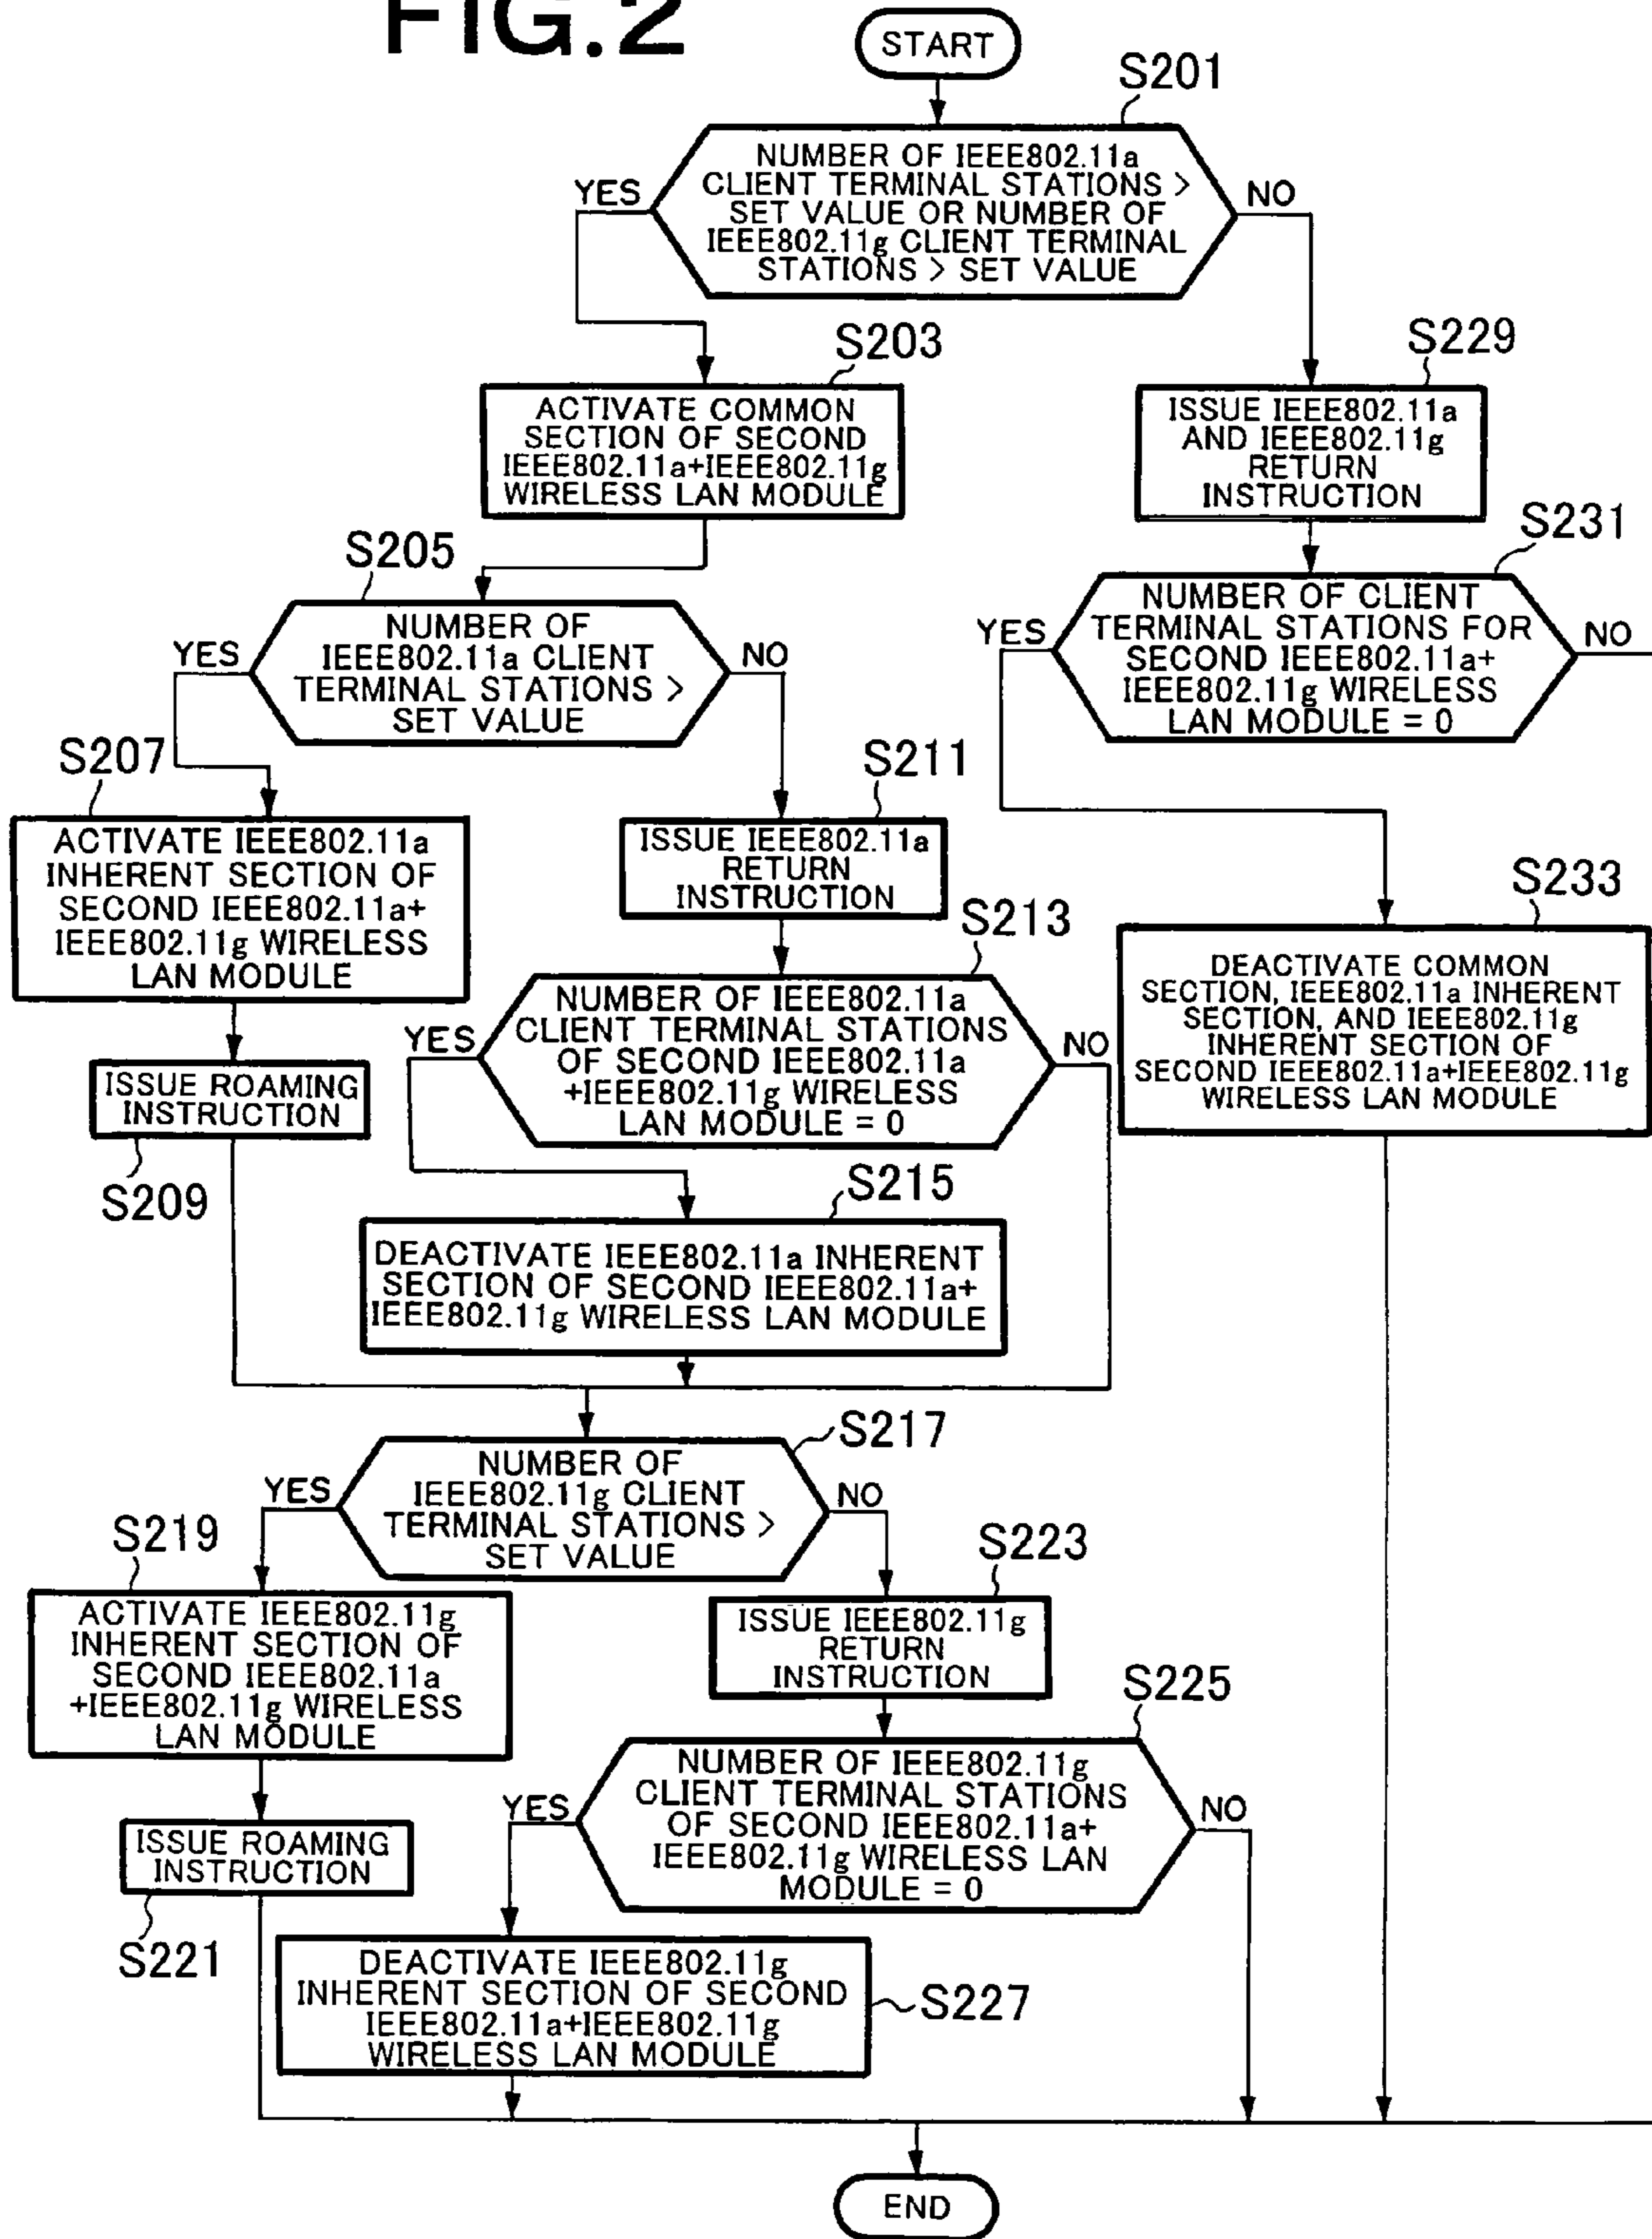 FIG.2
START
S201
NUMBER OF IEEE802.11a
CLIENT TERMINAL STATIONS >
SET VALUE OR NUMBER OF
IEEE802.11g CLIENT TERMINAL
STATIONS > SET VALUE
YES
NO
S203
ACTIVATE COMMON
SECTION OF SECOND
IEEE802.11a+IEEE802.11g
WIRELESS LAN MODULE
S229
ISSUE IEEE802.11a
AND IEEE802.11g
RETURN
INSTRUCTION
S205
NUMBER OF
IEEE802.11a CLIENT
TERMINAL STATIONS >
SET VALUE
YES
NO
S231
NUMBER OF CLIENT
TERMINAL STATIONS FOR
SECOND IEEE802.11a+
IEEE802.11g WIRELESS
LAN MODULE = 0
YES
NO
S207
ACTIVATE IEEE802.11a
INHERENT SECTION OF
SECOND IEEE802.11a+
IEEE802.11g WIRELESS
LAN MODULE
S211
ISSUE IEEE802.11a
RETURN
INSTRUCTION
S233
DEACTIVATE COMMON
SECTION, IEEE802.11a INHERENT
SECTION, AND IEEE802.11g
INHERENT SECTION OF
SECOND IEEE802.11a+IEEE802.11g
WIRELESS LAN MODULE
S213
NUMBER OF IEEE802.11a
CLIENT TERMINAL STATIONS
OF SECOND IEEE802.11a
+IEEE802.11g WIRELESS
LAN MODULE = 0
YES
NO
ISSUE ROAMING
INSTRUCTION
S209
S215
DEACTIVATE IEEE802.11a INHERENT
SECTION OF SECOND IEEE802.11a+
IEEE802.11g WIRELESS LAN MODULE
S217
NUMBER OF
IEEE802.11g CLIENT
TERMINAL STATIONS >
SET VALUE
YES
NO
S219
ACTIVATE IEEE802.11g
INHERENT SECTION OF
SECOND IEEE802.11a
+IEEE802.11g WIRELESS
LAN MODULE
S223
ISSUE IEEE802.11g
RETURN
INSTRUCTION
S225
NUMBER OF IEEE802.11g
CLIENT TERMINAL STATIONS
OF SECOND IEEE802.11a+
IEEE802.11g WIRELESS LAN
MODULE = 0
YES
NO
ISSUE ROAMING
INSTRUCTION
S221
DEACTIVATE IEEE802.11g
INHERENT SECTION OF SECOND
IEEE802.11a+IEEE802.11g
WIRELESS LAN MODULE
S227
END